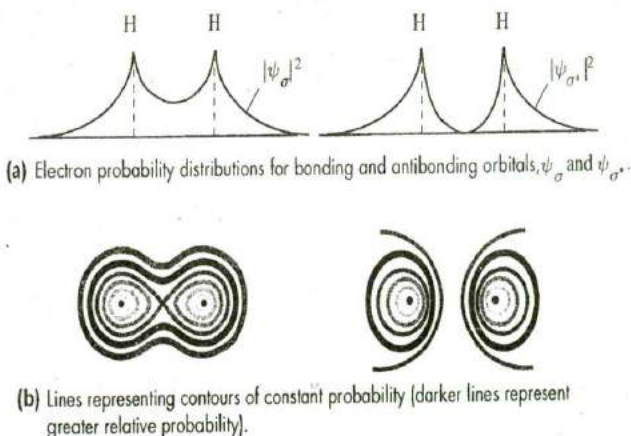 H H H H
|ψσ|² |ψσ*|²
(a) Electron probability distributions for bonding and antibonding orbitals, ψσ and ψσ*.
(b) Lines representing contours of constant probability (darker lines represent
greater relative probability).